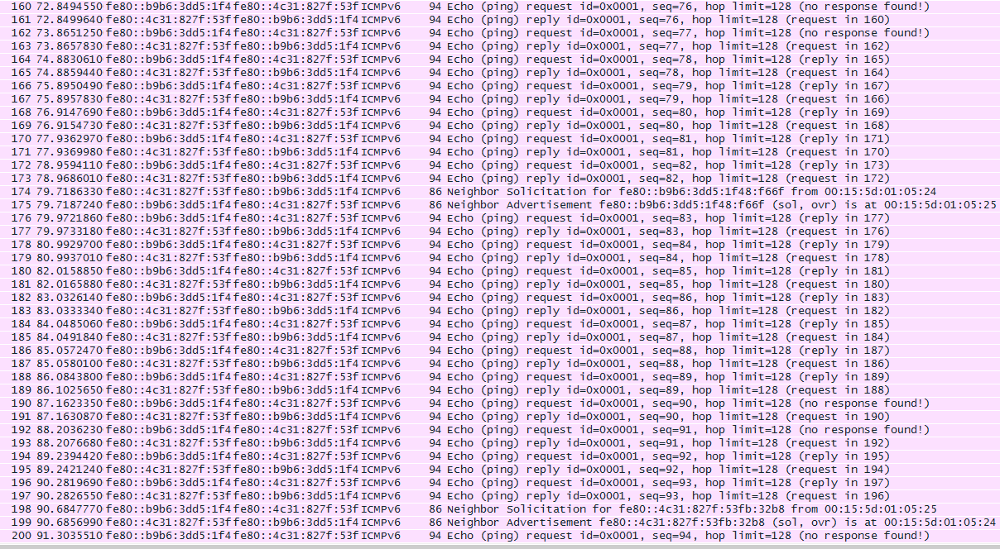 160 72.8494550 fe80::b9b6:3dd5:1f4 fe80::4c31:827f:53f ICMPv6 94 Echo (ping) request id=0x0001, seq=76, hop limit=128 (no response found!)
161 72.8499640 fe80::4c31:827f:53f fe80::b9b6:3dd5:1f4 ICMPv6 94 Echo (ping) reply id=0x0001, seq=76, hop limit=128 (request in 160)
162 73.8651250 fe80::b9b6:3dd5:1f4 fe80::4c31:827f:53f ICMPv6 94 Echo (ping) request id=0x0001, seq=77, hop limit=128 (no response found!)
163 73.8657830 fe80::4c31:827f:53f fe80::b9b6:3dd5:1f4 ICMPv6 94 Echo (ping) reply id=0x0001, seq=77, hop limit=128 (request in 162)
164 74.8830610 fe80::b9b6:3dd5:1f4 fe80::4c31:827f:53f ICMPv6 94 Echo (ping) request id=0x0001, seq=78, hop limit=128 (reply in 165)
165 74.8859440 fe80::4c31:827f:53f fe80::b9b6:3dd5:1f4 ICMPv6 94 Echo (ping) reply id=0x0001, seq=78, hop limit=128 (request in 164)
166 75.8950490 fe80::b9b6:3dd5:1f4 fe80::4c31:827f:53f ICMPv6 94 Echo (ping) request id=0x0001, seq=79, hop limit=128 (reply in 167)
167 75.8957830 fe80::4c31:827f:53f fe80::b9b6:3dd5:1f4 ICMPv6 94 Echo (ping) reply id=0x0001, seq=79, hop limit=128 (request in 166)
168 76.9147690 fe80::b9b6:3dd5:1f4 fe80::4c31:827f:53f ICMPv6 94 Echo (ping) request id=0x0001, seq=80, hop limit=128 (reply in 169)
169 76.9154730 fe80::4c31:827f:53f fe80::b9b6:3dd5:1f4 ICMPv6 94 Echo (ping) reply id=0x0001, seq=80, hop limit=128 (request in 168)
170 77.9362970 fe80::b9b6:3dd5:1f4 fe80::4c31:827f:53f ICMPv6 94 Echo (ping) request id=0x0001, seq=81, hop limit=128 (reply in 171)
171 77.9369980 fe80::4c31:827f:53f fe80::b9b6:3dd5:1f4 ICMPv6 94 Echo (ping) reply id=0x0001, seq=81, hop limit=128 (request in 170)
172 78.9594110 fe80::b9b6:3dd5:1f4 fe80::4c31:827f:53f ICMPv6 94 Echo (ping) request id=0x0001, seq=82, hop limit=128 (reply in 173)
173 78.9686010 fe80::4c31:827f:53f fe80::b9b6:3dd5:1f4 ICMPv6 94 Echo (ping) reply id=0x0001, seq=82, hop limit=128 (request in 172)
174 79.7186330 fe80::4c31:827f:53f fe80::b9b6:3dd5:1f4 ICMPv6 86 Neighbor Solicitation for fe80::b9b6:3dd5:1f48:f66f from 00:15:5d:01:05:24
175 79.7187240 fe80::b9b6:3dd5:1f4 fe80::4c31:827f:53f ICMPv6 86 Neighbor Advertisement fe80::b9b6:3dd5:1f48:f66f (sol, ovr) is at 00:15:5d:01:05:25
176 79.9721860 fe80::b9b6:3dd5:1f4 fe80::4c31:827f:53f ICMPv6 94 Echo (ping) request id=0x0001, seq=83, hop limit=128 (reply in 177)
177 79.9733180 fe80::4c31:827f:53f fe80::b9b6:3dd5:1f4 ICMPv6 94 Echo (ping) reply id=0x0001, seq=83, hop limit=128 (request in 176)
178 80.9929700 fe80::b9b6:3dd5:1f4 fe80::4c31:827f:53f ICMPv6 94 Echo (ping) request id=0x0001, seq=84, hop limit=128 (reply in 179)
179 80.9937010 fe80::4c31:827f:53f fe80::b9b6:3dd5:1f4 ICMPv6 94 Echo (ping) reply id=0x0001, seq=84, hop limit=128 (request in 178)
180 82.0158850 fe80::b9b6:3dd5:1f4 fe80::4c31:827f:53f ICMPv6 94 Echo (ping) request id=0x0001, seq=85, hop limit=128 (reply in 181)
181 82.0165880 fe80::4c31:827f:53f fe80::b9b6:3dd5:1f4 ICMPv6 94 Echo (ping) reply id=0x0001, seq=85, hop limit=128 (request in 180)
182 83.0326140 fe80::b9b6:3dd5:1f4 fe80::4c31:827f:53f ICMPv6 94 Echo (ping) request id=0x0001, seq=86, hop limit=128 (reply in 183)
183 83.0333340 fe80::4c31:827f:53f fe80::b9b6:3dd5:1f4 ICMPv6 94 Echo (ping) reply id=0x0001, seq=86, hop limit=128 (request in 182)
184 84.0485060 fe80::b9b6:3dd5:1f4 fe80::4c31:827f:53f ICMPv6 94 Echo (ping) request id=0x0001, seq=87, hop limit=128 (reply in 185)
185 84.0491840 fe80::4c31:827f:53f fe80::b9b6:3dd5:1f4 ICMPv6 94 Echo (ping) reply id=0x0001, seq=87, hop limit=128 (request in 184)
186 85.0572470 fe80::b9b6:3dd5:1f4 fe80::4c31:827f:53f ICMPv6 94 Echo (ping) request id=0x0001, seq=88, hop limit=128 (reply in 187)
187 85.0580100 fe80::4c31:827f:53f fe80::b9b6:3dd5:1f4 ICMPv6 94 Echo (ping) reply id=0x0001, seq=88, hop limit=128 (request in 186)
188 86.0843800 fe80::b9b6:3dd5:1f4 fe80::4c31:827f:53f ICMPv6 94 Echo (ping) request id=0x0001, seq=89, hop limit=128 (reply in 189)
189 86.1025650 fe80::4c31:827f:53f fe80::b9b6:3dd5:1f4 ICMPv6 94 Echo (ping) reply id=0x0001, seq=89, hop limit=128 (request in 188)
190 87.1623350 fe80::b9b6:3dd5:1f4 fe80::4c31:827f:53f ICMPv6 94 Echo (ping) request id=0x0001, seq=90, hop limit=128 (no response found!)
191 87.1630870 fe80::4c31:827f:53f fe80::b9b6:3dd5:1f4 ICMPv6 94 Echo (ping) reply id=0x0001, seq=90, hop limit=128 (request in 190)
192 88.2036230 fe80::b9b6:3dd5:1f4 fe80::4c31:827f:53f ICMPv6 94 Echo (ping) request id=0x0001, seq=91, hop limit=128 (no response found!)
193 88.2076680 fe80::4c31:827f:53f fe80::b9b6:3dd5:1f4 ICMPv6 94 Echo (ping) reply id=0x0001, seq=91, hop limit=128 (request in 192)
194 89.2394420 fe80::b9b6:3dd5:1f4 fe80::4c31:827f:53f ICMPv6 94 Echo (ping) request id=0x0001, seq=92, hop limit=128 (reply in 195)
195 89.2421240 fe80::4c31:827f:53f fe80::b9b6:3dd5:1f4 ICMPv6 94 Echo (ping) reply id=0x0001, seq=92, hop limit=128 (request in 194)
196 90.2819690 fe80::b9b6:3dd5:1f4 fe80::4c31:827f:53f ICMPv6 94 Echo (ping) request id=0x0001, seq=93, hop limit=128 (reply in 197)
197 90.2826550 fe80::4c31:827f:53f fe80::b9b6:3dd5:1f4 ICMPv6 94 Echo (ping) reply id=0x0001, seq=93, hop limit=128 (request in 196)
198 90.6847770 fe80::b9b6:3dd5:1f4 fe80::4c31:827f:53f ICMPv6 86 Neighbor Solicitation for fe80::4c31:827f:53fb:32b8 from 00:15:5d:01:05:25
199 90.6856990 fe80::4c31:827f:53f fe80::b9b6:3dd5:1f4 ICMPv6 86 Neighbor Advertisement fe80::4c31:827f:53fb:32b8 (sol, ovr) is at 00:15:5d:01:05:24
200 91.3035510 fe80::b9b6:3dd5:1f4 fe80::4c31:827f:53f ICMPv6 94 Echo (ping) request id=0x0001, seq=94, hop limit=128 (no response found!)